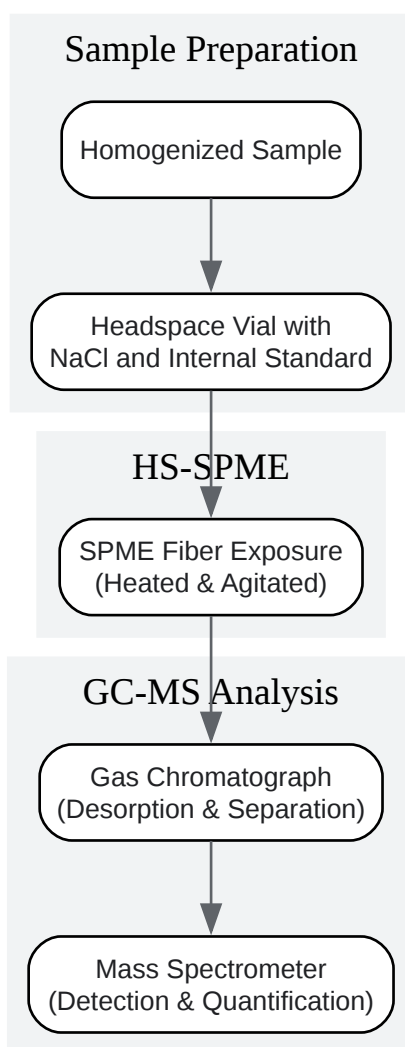 Sample Preparation
Homogenized Sample
Headspace Vial with
NaCl and Internal Standard
HS-SPME
SPME Fiber Exposure
(Heated & Agitated)
GC-MS Analysis
Gas Chromatograph
(Desorption & Separation)
Mass Spectrometer
(Detection & Quantification)